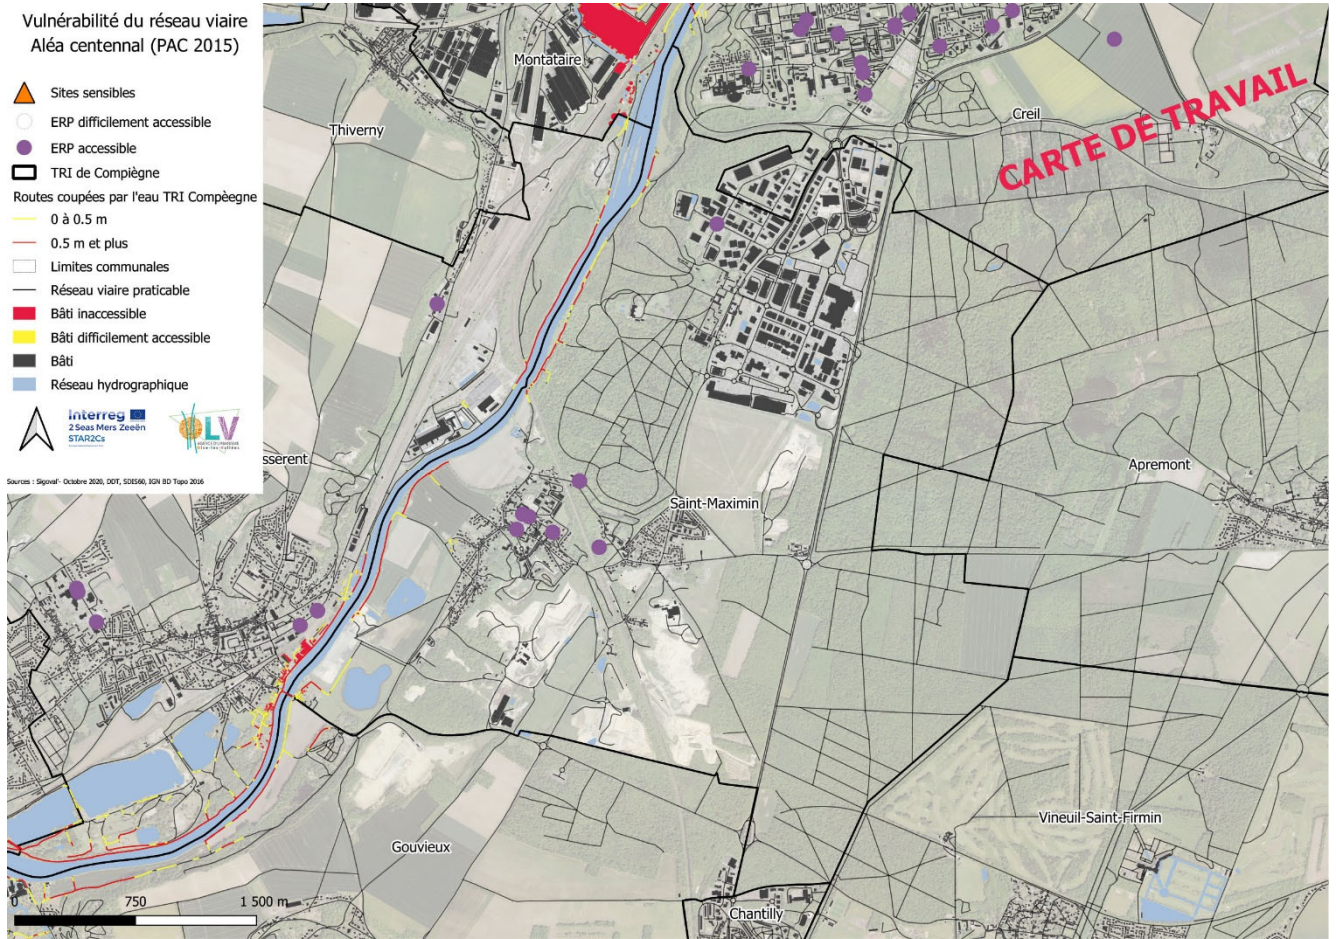 Vulnérabilité du réseau viaire
Aléa centennal (PAC 2015)
Sites sensibles
ERP difficilement accessible
ERP accessible
TRI de Compiègne
Routes coupées par l'eau TRI Compèegne
0 à 0.5 m
0.5 m et plus
Limites communales
Réseau viaire praticable
Bâti inaccessible
Bâti difficilement accessible
Bâti
Réseau hydrographique
Interreg
2 Seas Mers Zeeën
STAR2Cs
OLV
Sources : Sigoval - Octobre 2020, DDT, SDIS60, IGN BD Topo 2016
Montataire
Thiverny
Creil
CARTE DE TRAVAIL
sserent
Saint-Maximin
Apremont
Gouvieux
Vineuil-Saint-Firmin
Chantilly
0 750 1 500 m